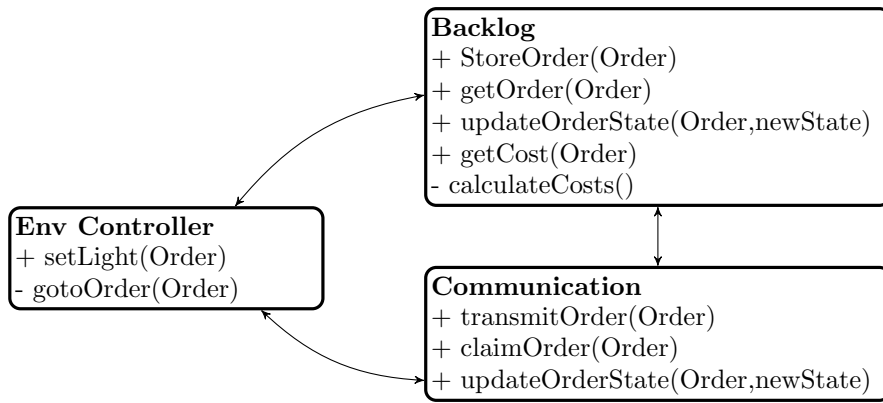 Backlog
+ StoreOrder(Order)
+ getOrder(Order)
+ updateOrderState(Order,newState)
+ getCost(Order)
- calculateCosts()
Env Controller
+ setLight(Order)
- gotoOrder(Order)
Communication
+ transmitOrder(Order)
+ claimOrder(Order)
+ updateOrderState(Order,newState)